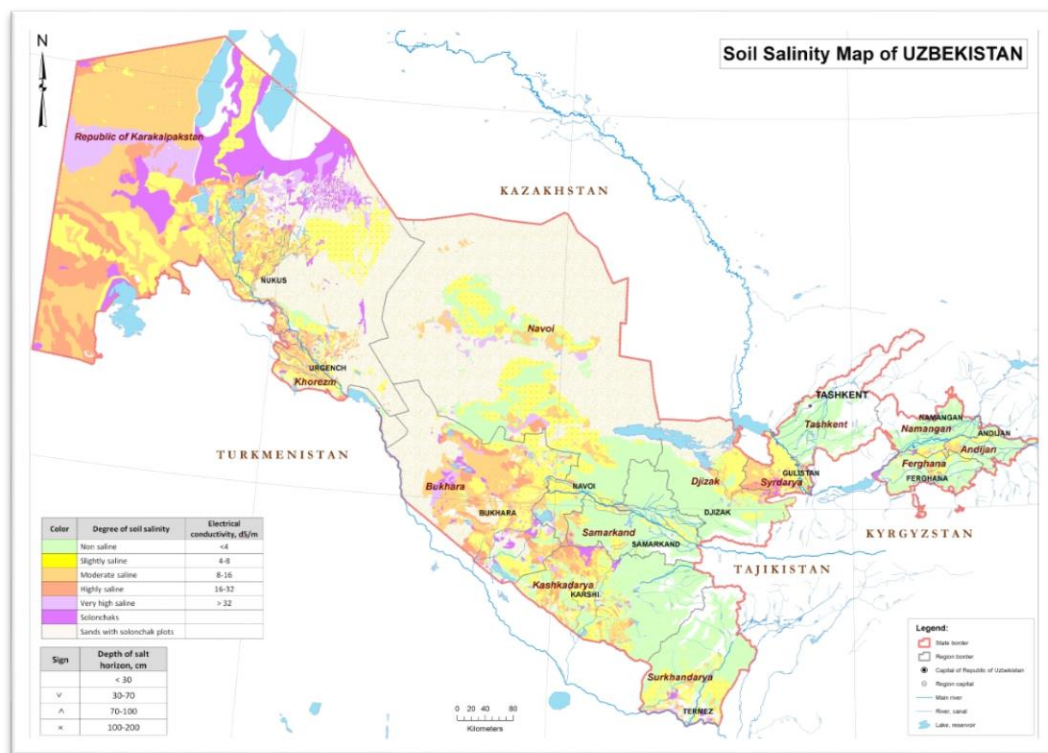 Soil Salinity Map of UZBEKISTAN
N
Republic of Karakalpakstan
KAZAKHSTAN
NUKUS
Navoi
URGENCH
Khorezm
TASHKENT
Tashkent
NAMANGAN
Namangan
ANDIJAN
Andijan
Ferghana
FERGHANA
TURKMENISTAN
GULISTAN
Syrdarya
Djizak
Bukhara
NAVOI
BUKHARA
DJIZAK
KYRGYZSTAN
Samarkand
SAMARKAND
TAJIKISTAN
Kashkadarya
KARSHI
Surkhandarya
TERMEZ
Color Degree of soil salinity Electrical conductivity, dS/m
Non saline <4
Slightly saline 4-8
Moderate saline 8-16
Highly saline 16-32
Very high saline > 32
Solonchaks
Sands with solonchak plots
Sign Depth of salt horizon, cm
< 30
v 30-70
^ 70-100
× 100-200
0 20 40 80
Kilometers
Legend:
State border
Region border
Capital of Republic of Uzbekistan
Region capital
Main river
River, canal
Lake, reservoir